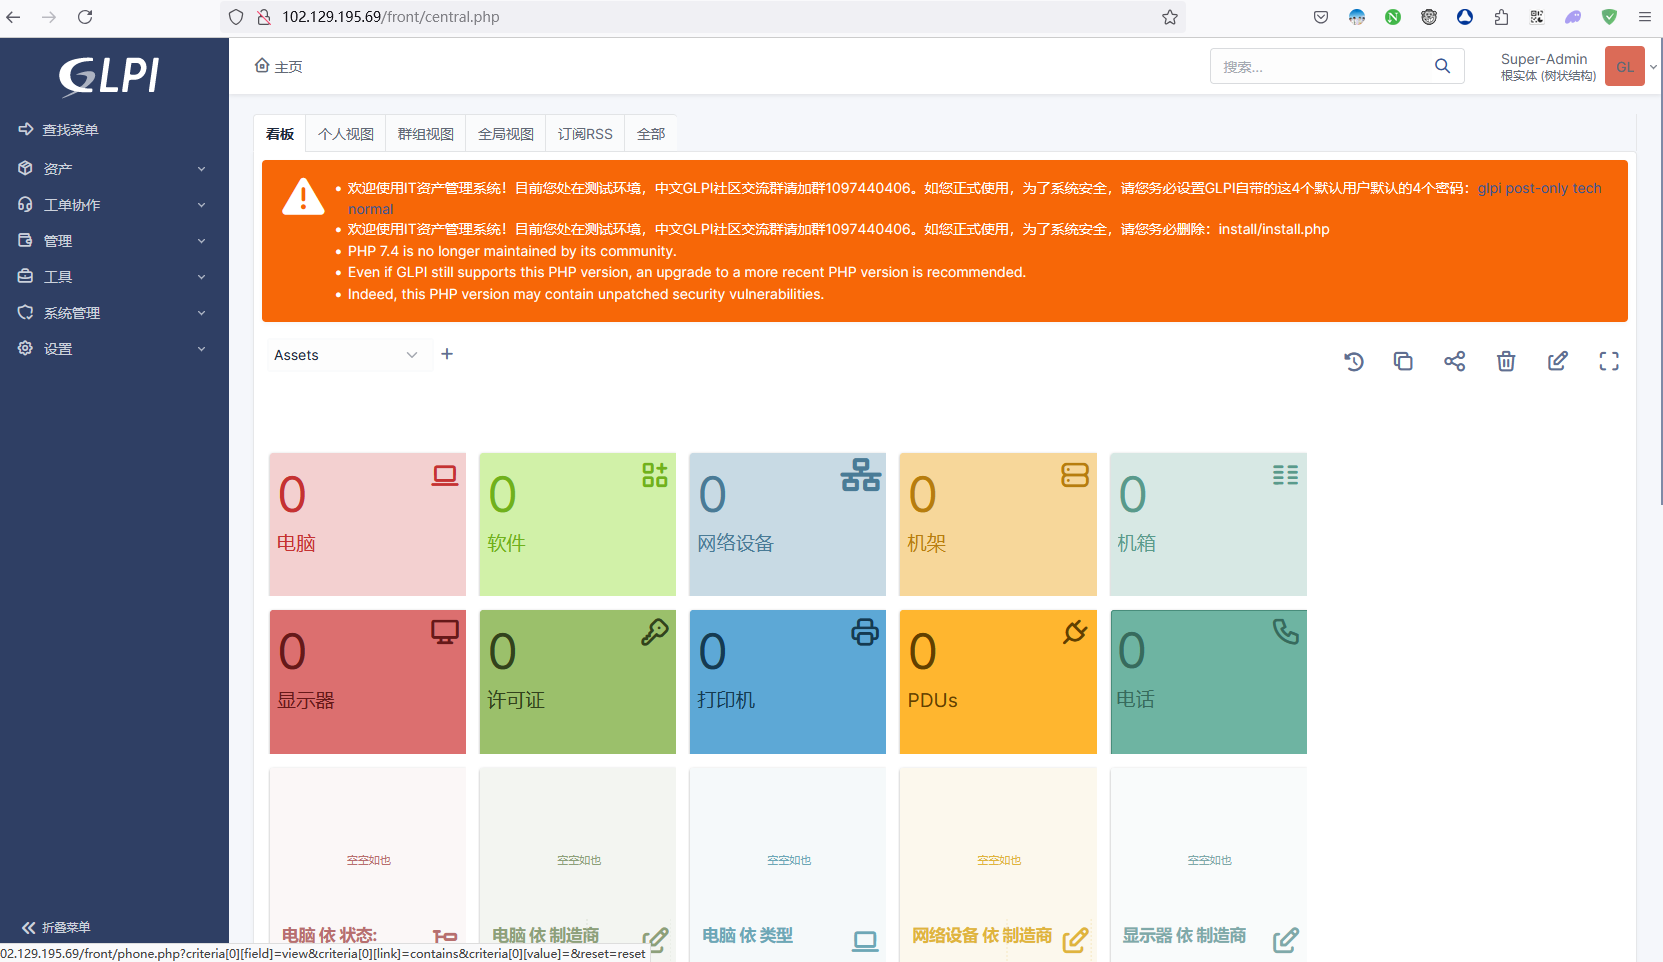 102.129.195.69/front/central.php
GLPI
主页
搜索...
Super-Admin
根实体 (树状结构)
GL
查找菜单
资产
工单协作
管理
工具
系统管理
设置
看板 个人视图 群组视图 全局视图 订阅RSS 全部
欢迎使用IT资产管理系统！目前您处在测试环境，中文GLPI社区交流群请加群1097440406。如您正式使用，为了系统安全，请您务必设置GLPI自带的这4个默认用户默认的4个密码：glpi post-only tech
normal
欢迎使用IT资产管理系统！目前您处在测试环境，中文GLPI社区交流群请加群1097440406。如您正式使用，为了系统安全，请您务必删除：install/install.php
PHP 7.4 is no longer maintained by its community.
Even if GLPI still supports this PHP version, an upgrade to a more recent PHP version is recommended.
Indeed, this PHP version may contain unpatched security vulnerabilities.
Assets
0 0 0 0 0
电脑 软件 网络设备 机架 机箱
0 0 0 0 0
显示器 许可证 打印机 PDUs 电话
空空如也 空空如也 空空如也 空空如也 空空如也
电脑 依 状态: 电脑 依 制造商 电脑 依 类型 网络设备 依 制造商 显示器 依 制造商
折叠菜单
02.129.195.69/front/phone.php?criteria[0][field]=view&criteria[0][link]=contains&criteria[0][value]=&reset=reset